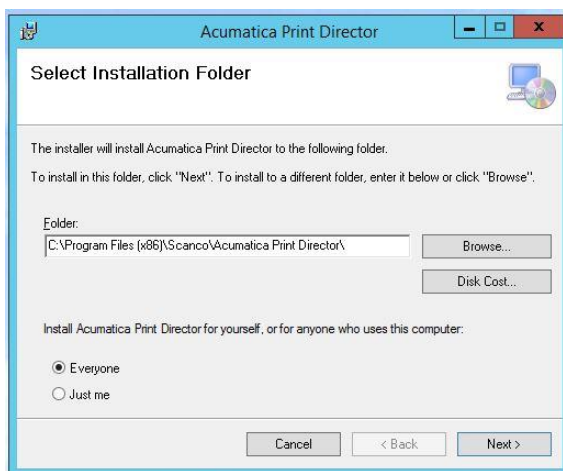 Acumatica Print Director
Select Installation Folder
The installer will install Acumatica Print Director to the following folder.
To install in this folder, click "Next". To install to a different folder, enter it below or click "Browse".
Folder:
C:\Program Files (x86)\Scanco\Acumatica Print Director\
Browse...
Disk Cost...
Install Acumatica Print Director for yourself, or for anyone who uses this computer:
Everyone
Just me
Cancel
< Back
Next >